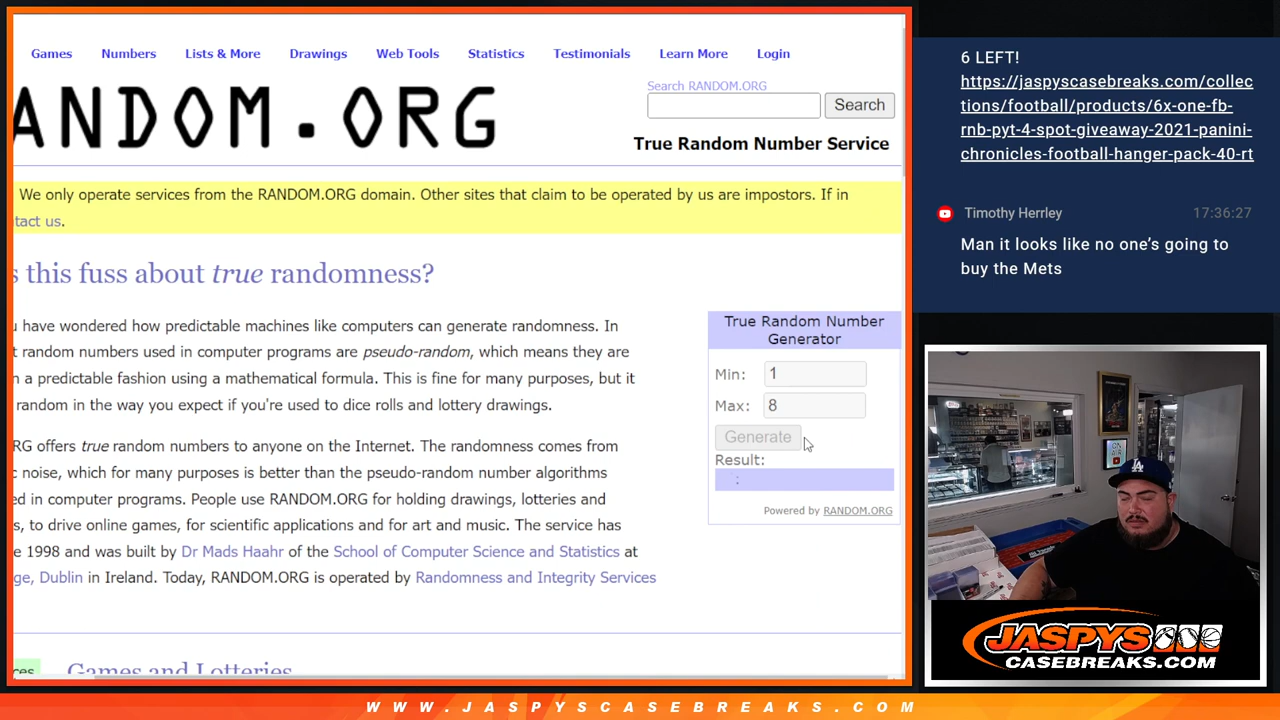 Games Numbers Lists & More Drawings Web Tools Statistics Testimonials Learn More Login
Search RANDOM.ORG
ANDOM.ORG
Search
True Random Number Service
We only operate services from the RANDOM.ORG domain. Other sites that claim to be operated by us are impostors. If in
tact us.
s this fuss about true randomness?
u have wondered how predictable machines like computers can generate randomness. In
t random numbers used in computer programs are pseudo-random, which means they are
n a predictable fashion using a mathematical formula. This is fine for many purposes, but it
random in the way you expect if you're used to dice rolls and lottery drawings.
RG offers true random numbers to anyone on the Internet. The randomness comes from
c noise, which for many purposes is better than the pseudo-random number algorithms
ed in computer programs. People use RANDOM.ORG for holding drawings, lotteries and
s, to drive online games, for scientific applications and for art and music. The service has
e 1998 and was built by Dr Mads Haahr of the School of Computer Science and Statistics at
ge, Dublin in Ireland. Today, RANDOM.ORG is operated by Randomness and Integrity Services
ces
Games and Lotteries
True Random Number
Generator
Min: 1
Max: 8
Generate
Result:
Powered by RANDOM.ORG
6 LEFT!
https://jaspyscasebreaks.com/collec
tions/football/products/6x-one-fb-
rnb-pyt-4-spot-giveaway-2021-panini-
chronicles-football-hanger-pack-40-rt
Timothy Herrley 17:36:27
Man it looks like no one's going to
buy the Mets
LA
JASPYS
CASEBREAKS.COM
WWW.JASPYSCASEBREAKS.COM